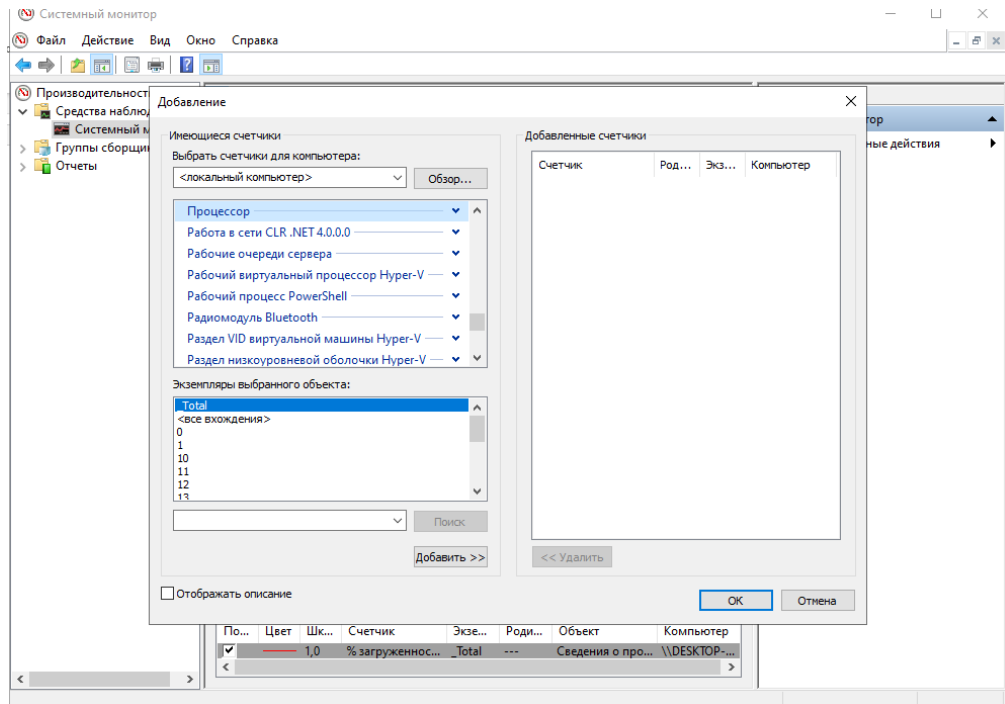 Системный монитор
Файл Действие Вид Окно Справка
Производительност
Средства наблюд
Системный м
Группы сборщи
Отчеты
Добавление
Имеющиеся счетчики
Выбрать счетчики для компьютера:
<локальный компьютер>
Обзор...
Процессор
Работа в сети CLR .NET 4.0.0.0
Рабочие очереди сервера
Рабочий виртуальный процессор Hyper-V
Рабочий процесс PowerShell
Радиомодуль Bluetooth
Раздел VID виртуальной машины Hyper-V
Раздел низкоуровневой оболочки Hyper-V
Экземпляры выбранного объекта:
_Total
<все вхождения>
0
1
10
11
12
13
Поиск
Добавить >>
Отображать описание
Добавленные счетчики
Счетчик Род... Экз... Компьютер
<< Удалить
OK Отмена
тор
ные действия
По... Цвет Шк... Счетчик Экзе... Роди... Объект Компьютер
1,0 % загруженнос... _Total --- Сведения о про... \\DESKTOP-...